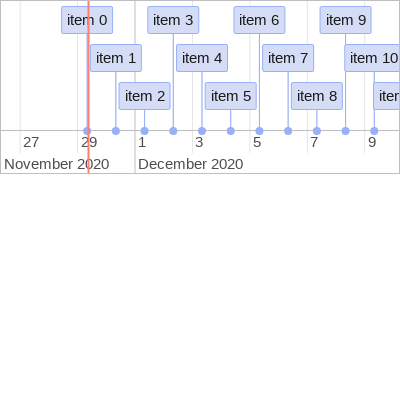 item 0 item 3 item 6 item 9
item 1 item 4 item 7 item 10
item 2 item 5 item 8
27 29 1 3 5 7 9
November 2020 December 2020